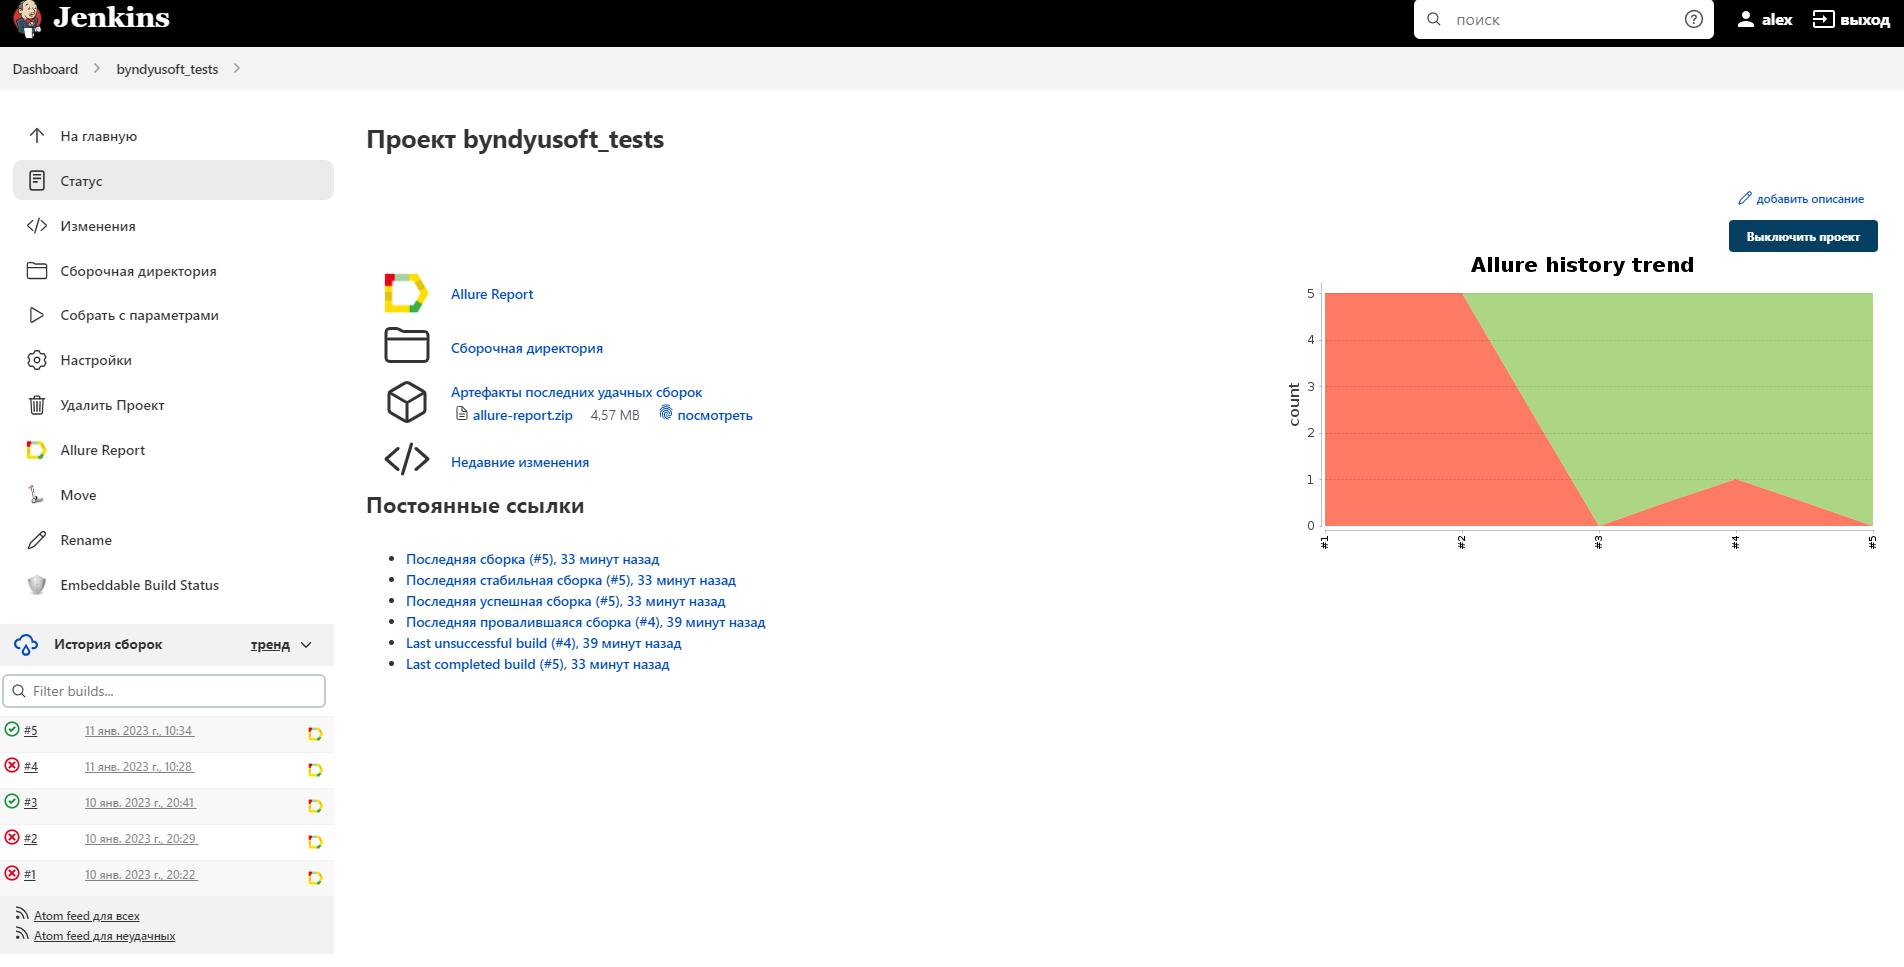 Jenkins
поиск
alex
выход
Dashboard
byndyusoft_tests
На главную
Статус
Изменения
Сборочная директория
Собрать с параметрами
Настройки
Удалить Проект
Allure Report
Move
Rename
Embeddable Build Status
История сборок
тренд
Filter builds...
#5 11 янв. 2023 г., 10:34
#4 11 янв. 2023 г., 10:28
#3 10 янв. 2023 г., 20:41
#2 10 янв. 2023 г., 20:29
#1 10 янв. 2023 г., 20:22
Atom feed для всех
Atom feed для неудачных
Проект byndyusoft_tests
добавить описание
Выключить проект
Allure Report
Сборочная директория
Артефакты последних удачных сборок
allure-report.zip 4,57 MB посмотреть
Недавние изменения
Постоянные ссылки
Последняя сборка (#5), 33 минут назад
Последняя стабильная сборка (#5), 33 минут назад
Последняя успешная сборка (#5), 33 минут назад
Последняя провалившаяся сборка (#4), 39 минут назад
Last unsuccessful build (#4), 39 минут назад
Last completed build (#5), 33 минут назад
Allure history trend
count
5
4
3
2
1
0
#1
#2
#3
#4
#5